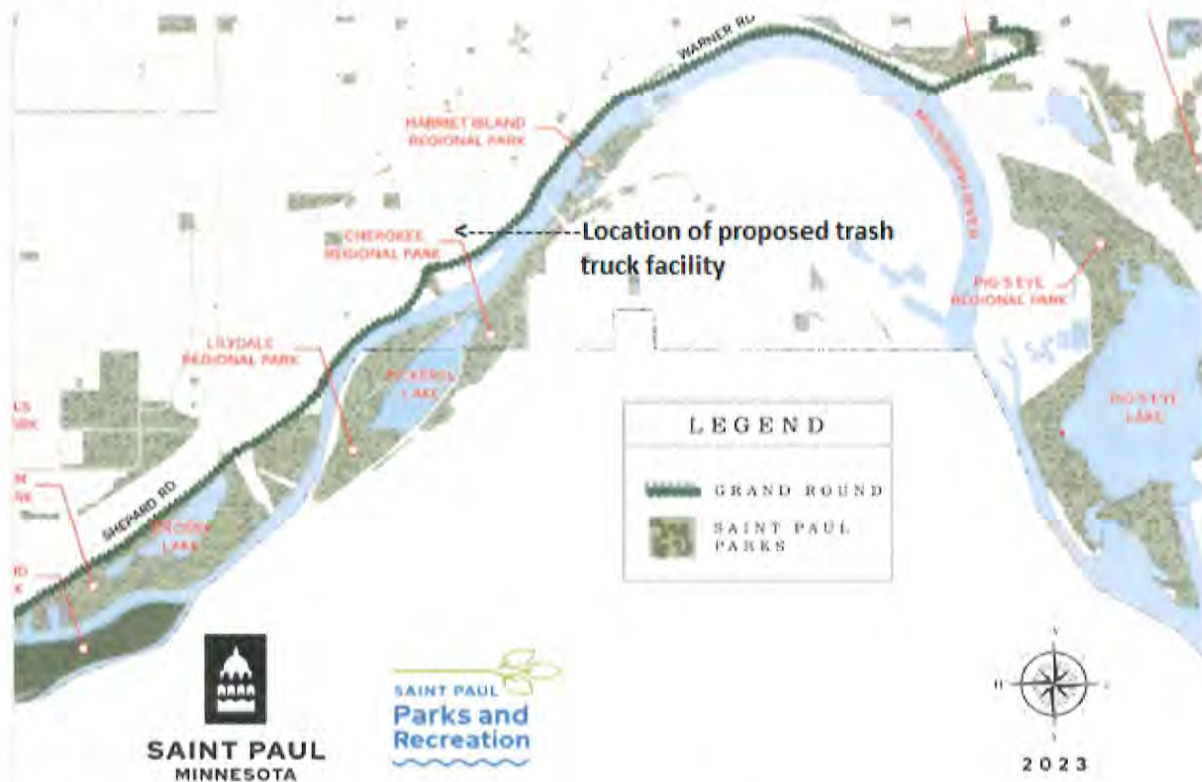 WARNER RD
HARRIET ISLAND
REGIONAL PARK
MISSISSIPPI RIVER
Location of proposed trash
truck facility
CHEROKEE
REGIONAL PARK
PIG'S EYE
REGIONAL PARK
LILYDALE
REGIONAL PARK
PICKEREL
LAKE
PIG'S EYE
LAKE
LS
RK
LEGEND
GRAND ROUND
SAINT PAUL
PARKS
SHEPARD RD
LAKE
SAINT PAUL
MINNESOTA
SAINT PAUL
Parks and
Recreation
2023